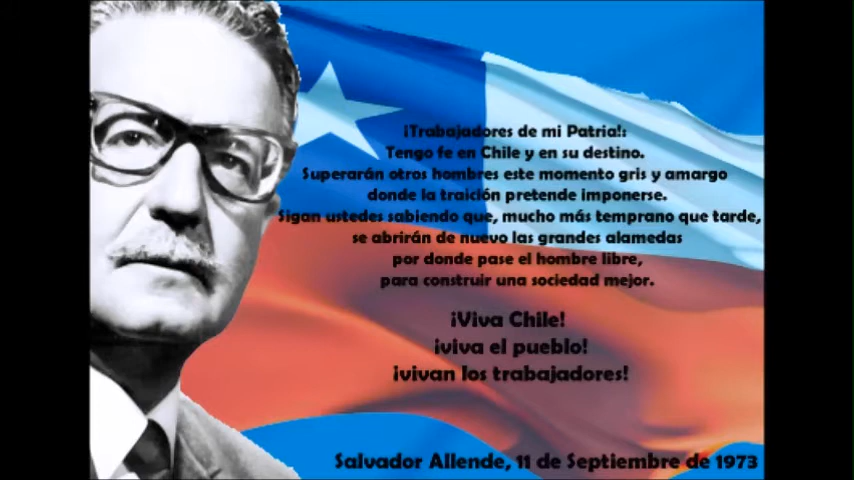 ¡Trabajadores de mi Patria!:
Tengo fe en Chile y en su destino.
Superarán otros hombres este momento gris y amargo
donde la traición pretende imponerse.
Sigan ustedes sabiendo que, mucho más temprano que tarde,
se abrirán de nuevo las grandes alamedas
por donde pase el hombre libre,
para construir una sociedad mejor.
¡Viva Chile!
¡viva el pueblo!
¡vivan los trabajadores!
Salvador Allende, 11 de Septiembre de 1973